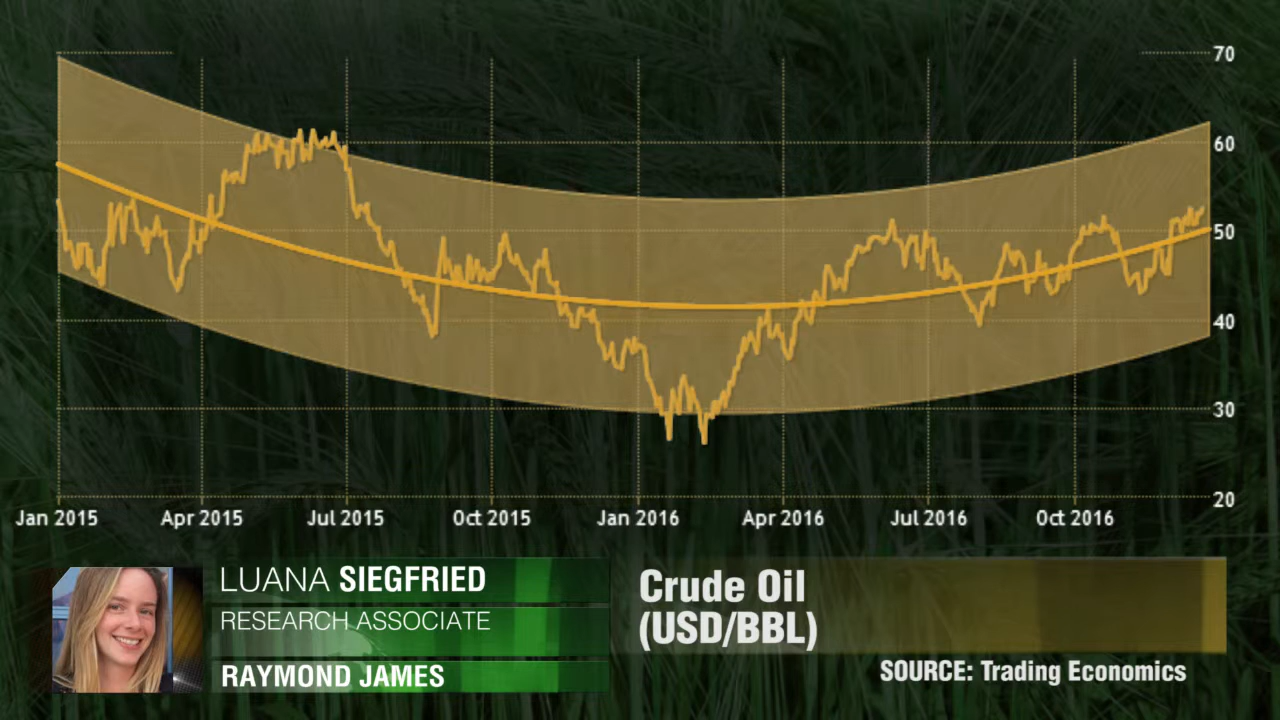 70
60
50
40
30
20
Jan 2015 Apr 2015 Jul 2015 Oct 2015 Jan 2016 Apr 2016 Jul 2016 Oct 2016
LUANA SIEGFRIED
RESEARCH ASSOCIATE
RAYMOND JAMES
Crude Oil
(USD/BBL)
SOURCE: Trading Economics